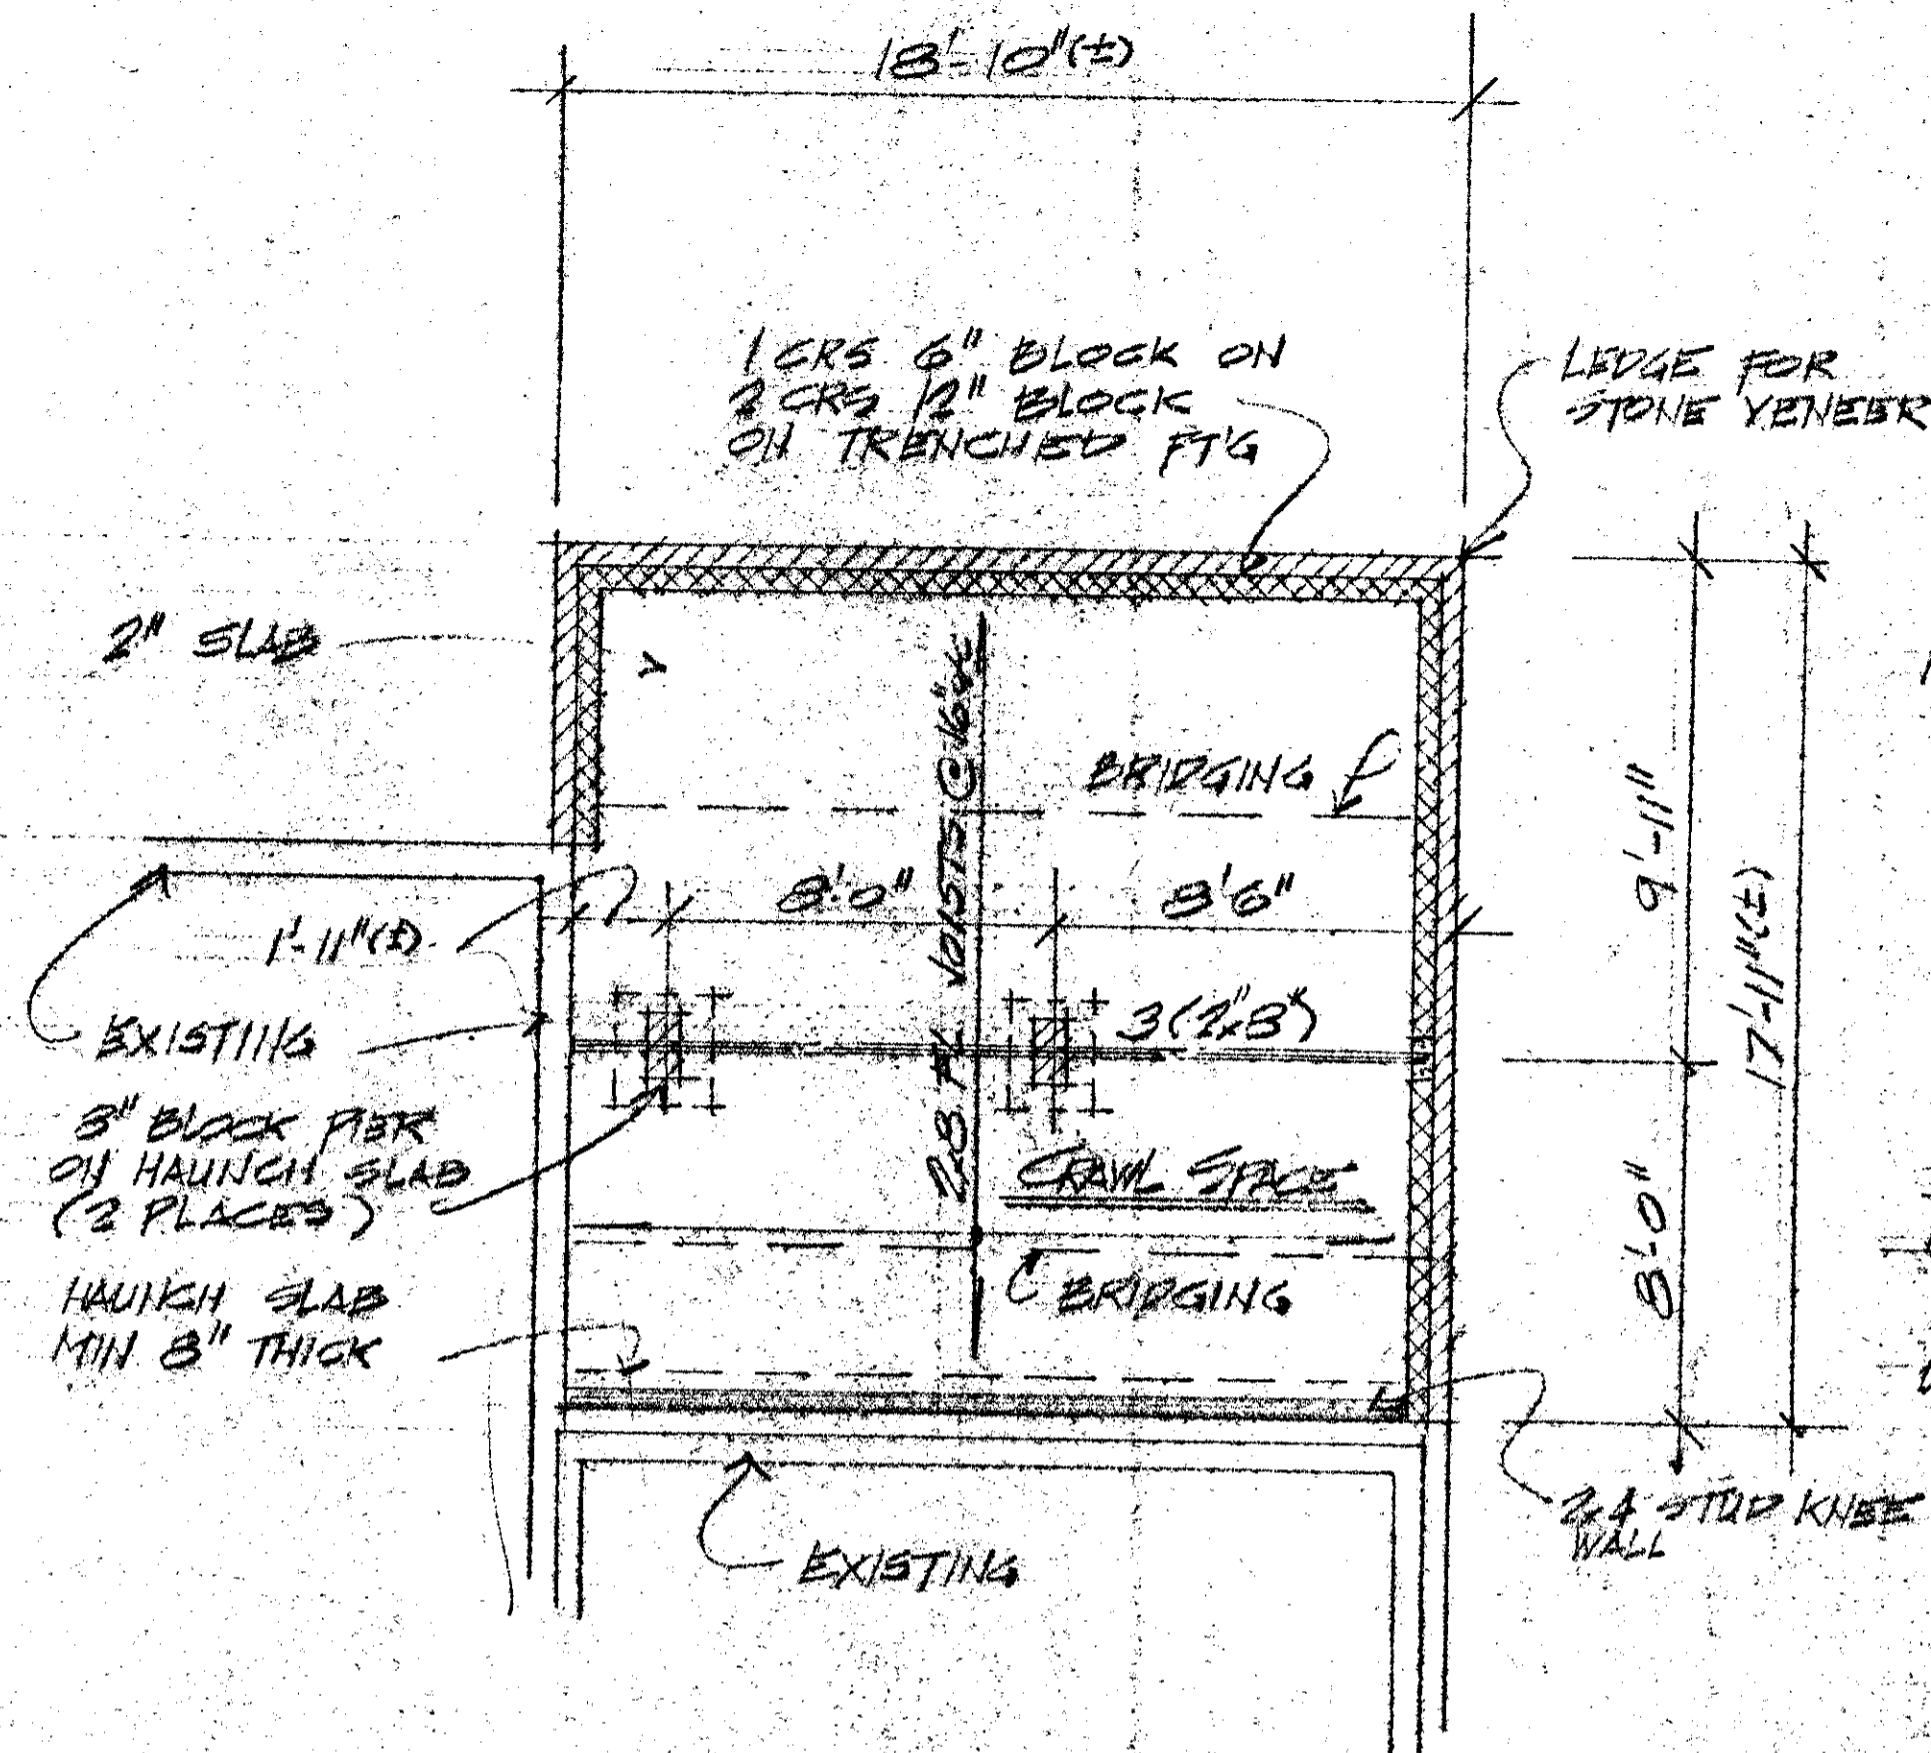 18'-10"(±)
1 CRS 6" BLOCK ON
2 CRS 12" BLOCK
ON TRENCHED FT'G
LEDGE FOR
STONE VENEER
2" SLAB
BRIDGING
2x8 FL JOISTS @ 16"oc
9'-11"
17'-11"(±)
8'-0"
8'6"
1'-11"(±)
EXISTING
3(2x8)
8" BLOCK PIER
ON HAUNCH SLAB
(2 PLACES)
CRAWL SPACE
8'-0"
HAUNCH SLAB
MIN 8" THICK
BRIDGING
2x4 STUD KNEE
WALL
EXISTING